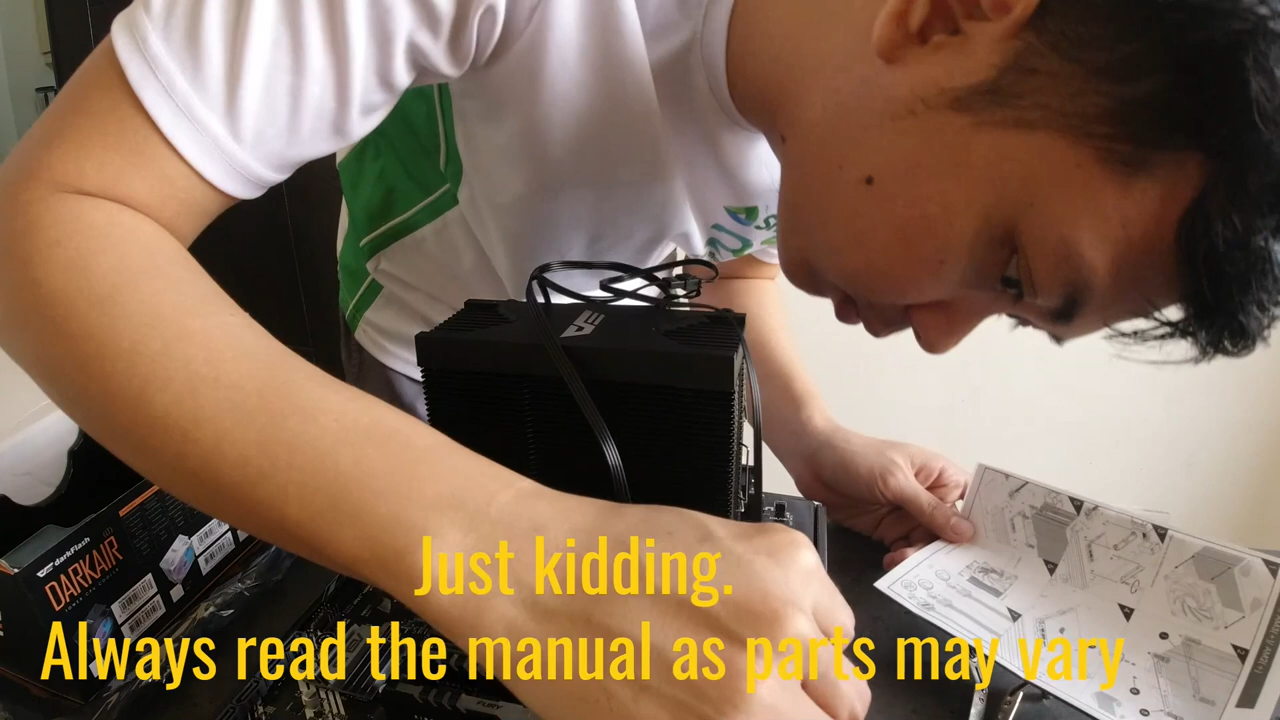 darkFlash
DARKAIR
FURY
Just kidding.
Always read the manual as parts may vary